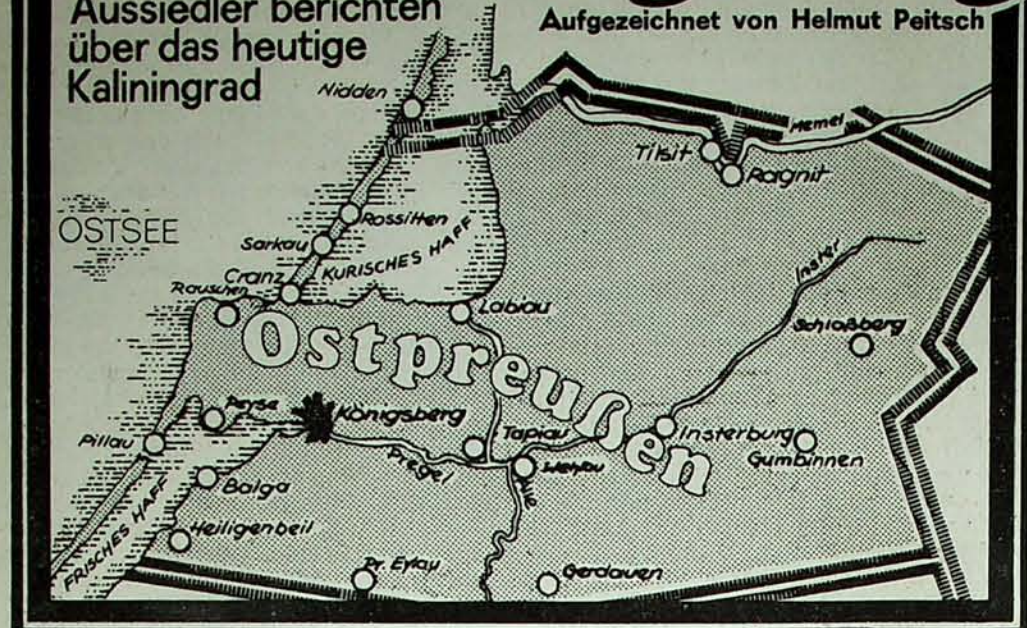 Aussiedler berichten
über das heutige
Kaliningrad
Aufgezeichnet von Helmut Peitsch
Nidden
Memel
Tilsit
Ragnit
OSTSEE
Rossitten
Sarkau
KURISCHES HAFF
Cranz
Rauschen
Labiau
Inster
Schloßberg
Ostpreußen
Peyse
Königsberg
Pillau
Pregel
Tapiau
Wehlau
Insterburg
Gumbinnen
Balga
FRISCHES HAFF
Heiligenbeil
Pr. Eylau
Gerdauen